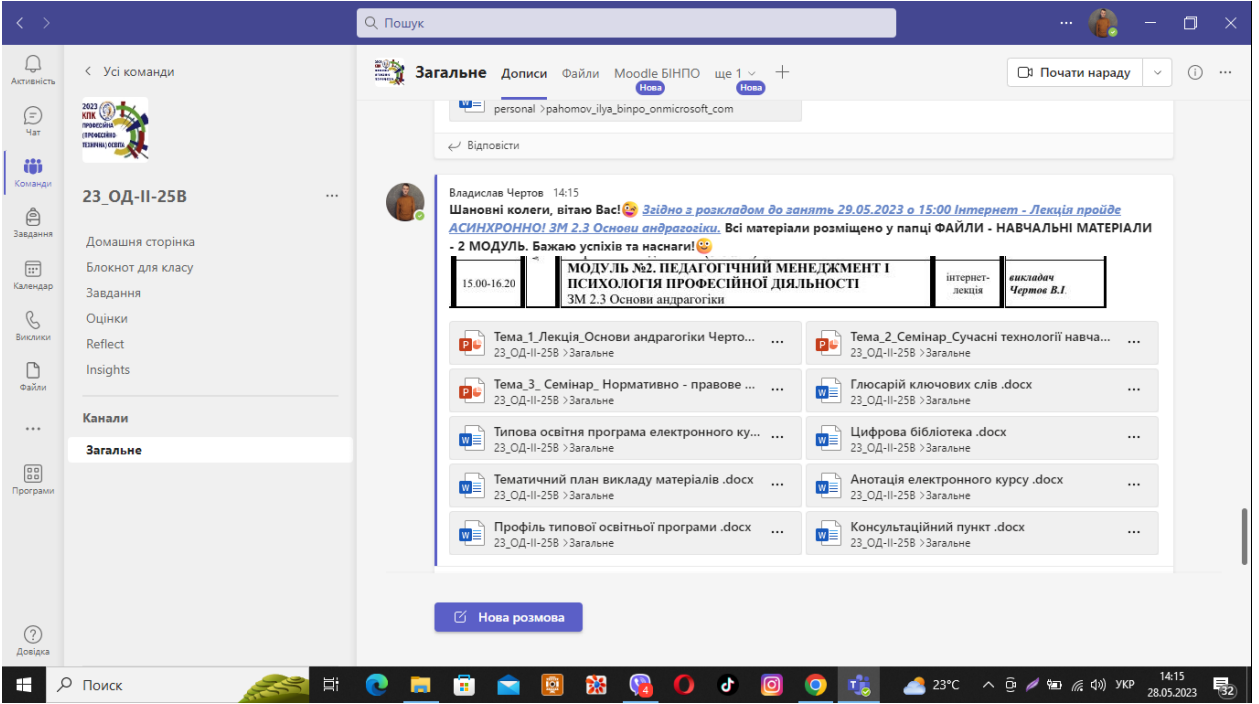 Пошук
Активність
Чат
Команди
Завдання
Календар
Виклики
Файли
Програми
Довідка
Усі команди
2023
КПК
ПРОФЕСІЙНА
(ПРОФЕСІЙНО-
ТЕХНІЧНА) ОСВІТА
23_ОД-ІІ-25В
Домашня сторінка
Блокнот для класу
Завдання
Оцінки
Reflect
Insights
Канали
Загальне
Загальне Дописи Файли Moodle БІНПО ще 1
Нова Нова
Почати нараду
personal >pahomov_ilya_binpo_onmicrosoft_com
Відповісти
Владислав Чертов 14:15
Шановні колеги, вітаю Вас! Згідно з розкладом до занять 29.05.2023 о 15:00 Інтернет - Лекція пройде
АСИНХРОННО! ЗМ 2.3 Основи андрагогіки. Всі матеріали розміщено у папці ФАЙЛИ - НАВЧАЛЬНІ МАТЕРІАЛИ
- 2 МОДУЛЬ. Бажаю успіхів та наснаги!
15.00-16.20
МОДУЛЬ №2. ПЕДАГОГІЧНИЙ МЕНЕДЖМЕНТ І
ПСИХОЛОГІЯ ПРОФЕСІЙНОЇ ДІЯЛЬНОСТІ
ЗМ 2.3 Основи андрагогіки
інтернет-
лекція
викладач
Чертов В.І.
Тема_1_Лекція_Основи андрагогіки Черто...
23_ОД-ІІ-25В >Загальне
Тема_2_Семінар_Сучасні технології навча...
23_ОД-ІІ-25В >Загальне
Тема_3_ Семінар_ Нормативно - правове ...
23_ОД-ІІ-25В >Загальне
Глюсарій ключових слів .docx
23_ОД-ІІ-25В >Загальне
Типова освітня програма електронного ку...
23_ОД-ІІ-25В >Загальне
Цифрова бібліотека .docx
23_ОД-ІІ-25В >Загальне
Тематичний план викладу матеріалів .docx
23_ОД-ІІ-25В >Загальне
Анотація електронного курсу .docx
23_ОД-ІІ-25В >Загальне
Профіль типової освітньої програми .docx
23_ОД-ІІ-25В >Загальне
Консультаційний пункт .docx
23_ОД-ІІ-25В >Загальне
Нова розмова
Поиск
4
23°C
УКР
14:15
28.05.2023
32